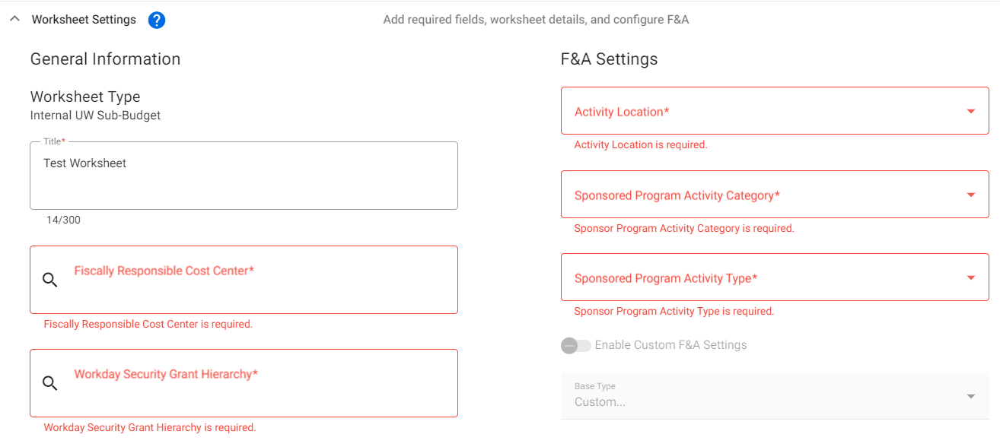 Worksheet Settings ? Add required fields, worksheet details, and configure F&A
General Information
Worksheet Type
Internal UW Sub-Budget
Title*
Test Worksheet
14/300
Fiscally Responsible Cost Center*
Fiscally Responsible Cost Center is required.
Workday Security Grant Hierarchy*
Workday Security Grant Hierarchy is required.
F&A Settings
Activity Location*
Activity Location is required.
Sponsored Program Activity Category*
Sponsor Program Activity Category is required.
Sponsored Program Activity Type*
Sponsor Program Activity Type is required.
Enable Custom F&A Settings
Base Type
Custom...